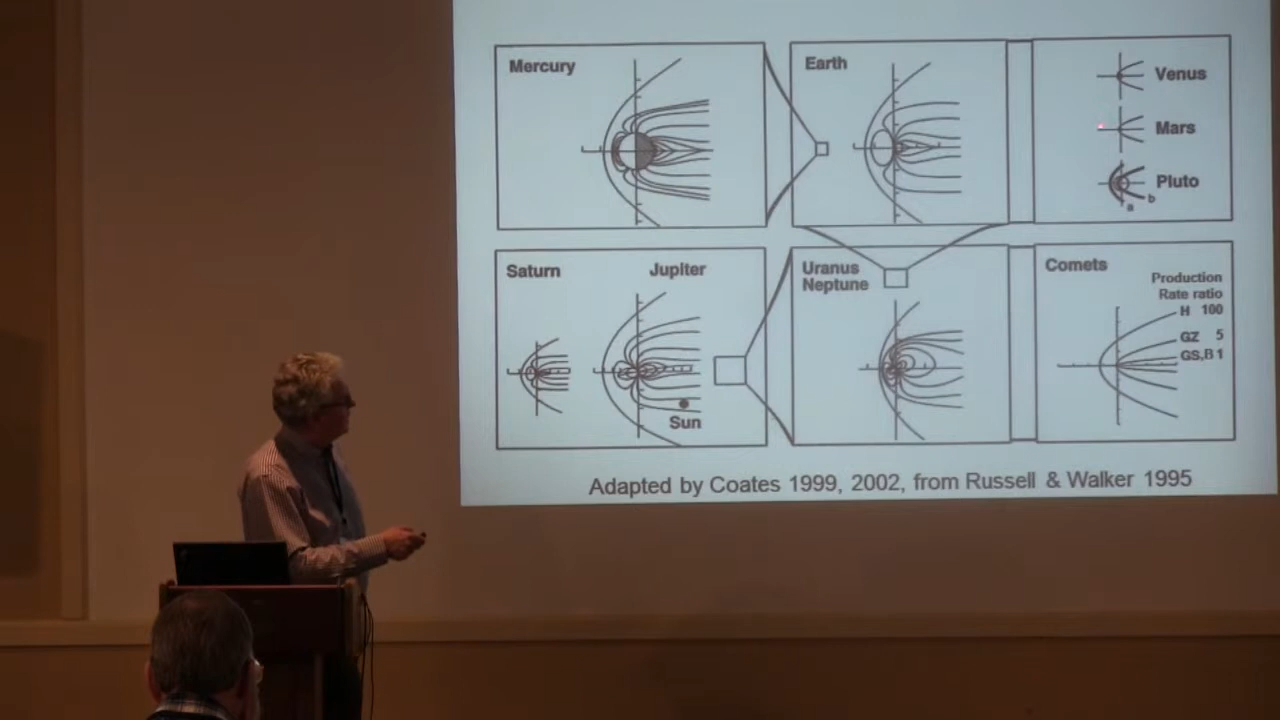 Mercury
Earth
Venus
Mars
Pluto
a
b
Saturn
Jupiter
Sun
Uranus
Neptune
Comets
Production
Rate ratio
H 100
GZ 5
GS,B 1
Adapted by Coates 1999, 2002, from Russell & Walker 1995